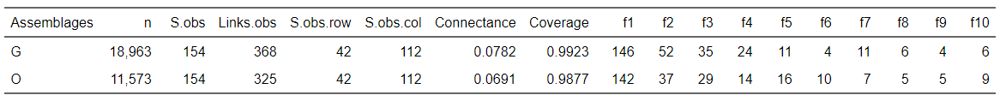 Assemblages n S.obs Links.obs S.obs.row S.obs.col Connectance Coverage f1 f2 f3 f4 f5 f6 f7 f8 f9 f10
G 18,963 154 368 42 112 0.0782 0.9923 146 52 35 24 11 4 11 6 4 6
O 11,573 154 325 42 112 0.0691 0.9877 142 37 29 14 16 10 7 5 5 9